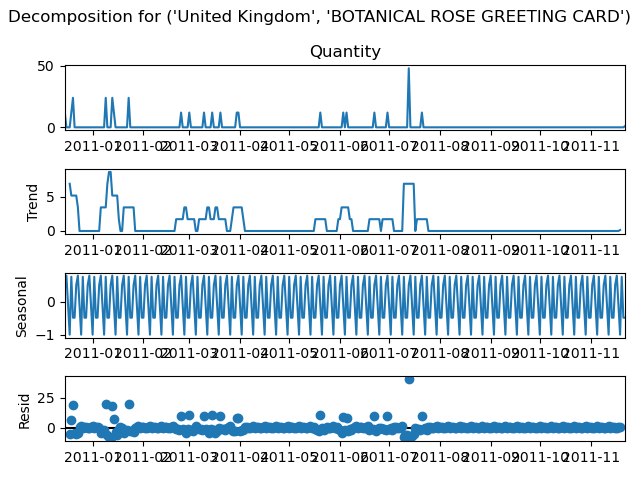 Decomposition for ('United Kingdom', 'BOTANICAL ROSE GREETING CARD')
Quantity
50
0
2011-01 2011-02 2011-03 2011-04 2011-05 2011-06 2011-07 2011-08 2011-09 2011-10 2011-11
Trend
5
0
2011-01 2011-02 2011-03 2011-04 2011-05 2011-06 2011-07 2011-08 2011-09 2011-10 2011-11
Seasonal
0
−1
2011-01 2011-02 2011-03 2011-04 2011-05 2011-06 2011-07 2011-08 2011-09 2011-10 2011-11
Resid
25
0
2011-01 2011-02 2011-03 2011-04 2011-05 2011-06 2011-07 2011-08 2011-09 2011-10 2011-11